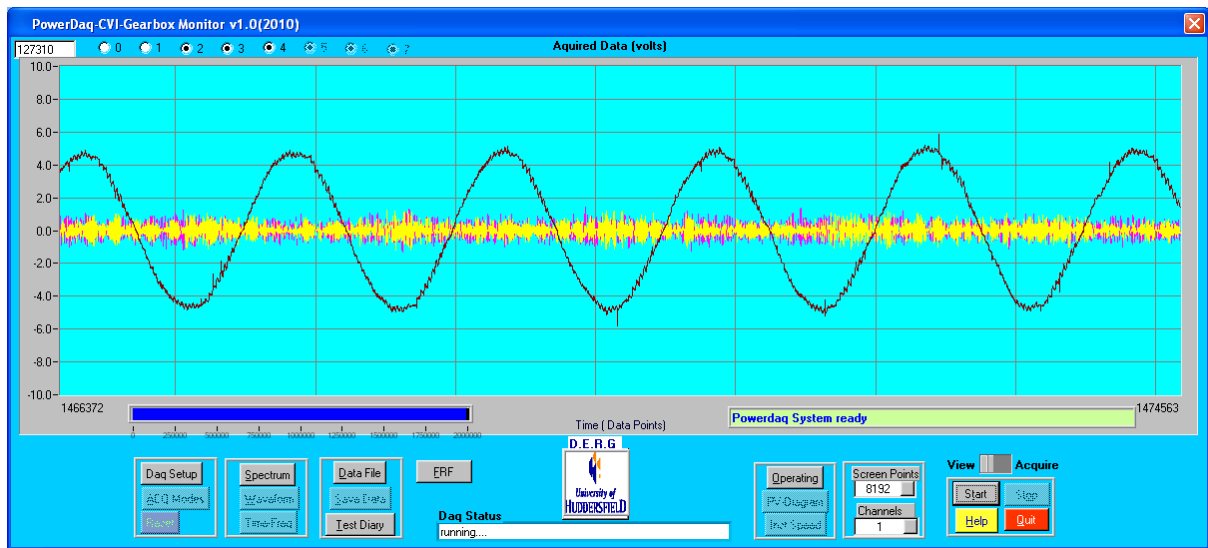 PowerDaq-CVI-Gearbox Monitor v1.0(2010)
127310 0 1 2 3 4 5 6 7 Aquired Data (volts)
10.0-
8.0-
6.0-
4.0-
2.0-
0.0-
-2.0-
-4.0-
-6.0-
-8.0-
-10.0-
1466372 1474563
Powerdaq System ready
Time ( Data Points)
0 250000 500000 750000 1000000 1250000 1500000 1750000 2000000
D.E.R.G
University of
HUDDERSFIELD
Daq Setup
ACQ Modes
Reset
Spectrum
Waveform
Time-Freq
Data File
Save Data
Test Diary
FRF
Daq Status
running....
Operating
PV-Diagram
Inst Speed
Screen Points
8192
Channels
1
View Acquire
Start Stop
Help Quit